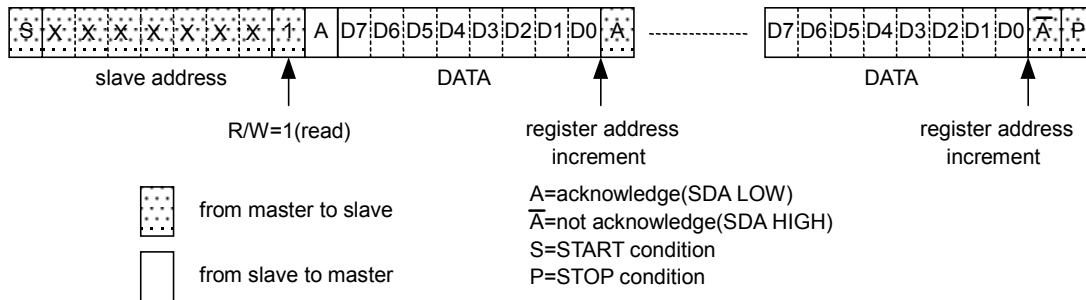 S X X X X X X X 1 A D7 D6 D5 D4 D3 D2 D1 D0 A D7 D6 D5 D4 D3 D2 D1 D0 A̅ P
slave address DATA DATA
R/W=1(read)
register address
increment
register address
increment
from master to slave
from slave to master
A=acknowledge(SDA LOW)
A̅=not acknowledge(SDA HIGH)
S=START condition
P=STOP condition